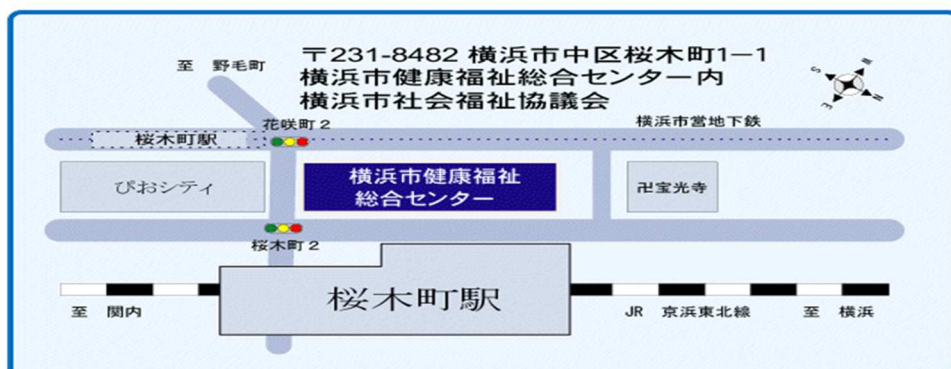 〒231-8482 横浜市中区桜木町1−1
横浜市健康福祉総合センター内
横浜市社会福祉協議会
至 野毛町
花咲町2
横浜市営地下鉄
桜木町駅
ぴおシティ
横浜市健康福祉
総合センター
卍宝光寺
桜木町2
桜木町駅
至 関内
JR 京浜東北線 至 横浜
S
W
E
N